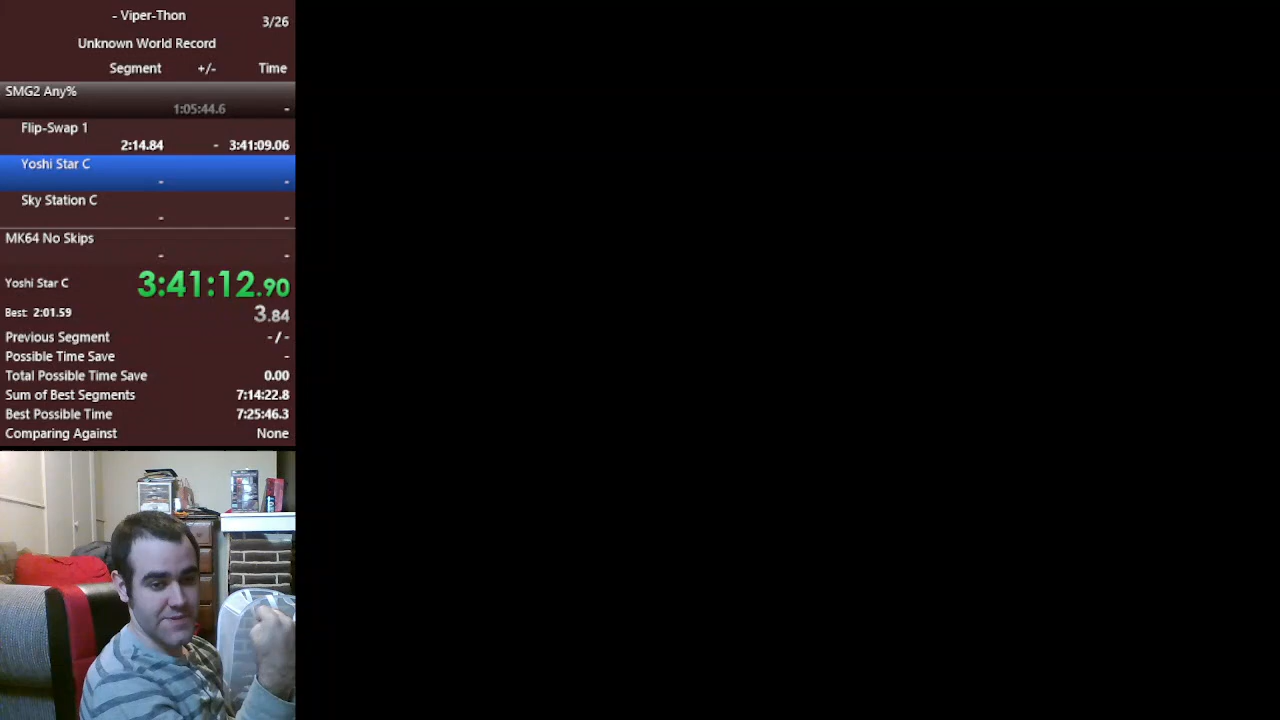 - Viper-Thon
3/26
Unknown World Record
Segment +/- Time
SMG2 Any%
1:05:44.6 -
Flip-Swap 1
2:14.84 - 3:41:09.06
Yoshi Star C
- -
Sky Station C
- -
MK64 No Skips
- -
Yoshi Star C 3:41:12.90
Best: 2:01.59 3.84
Previous Segment - / -
Possible Time Save -
Total Possible Time Save 0.00
Sum of Best Segments 7:14:22.8
Best Possible Time 7:25:46.3
Comparing Against None